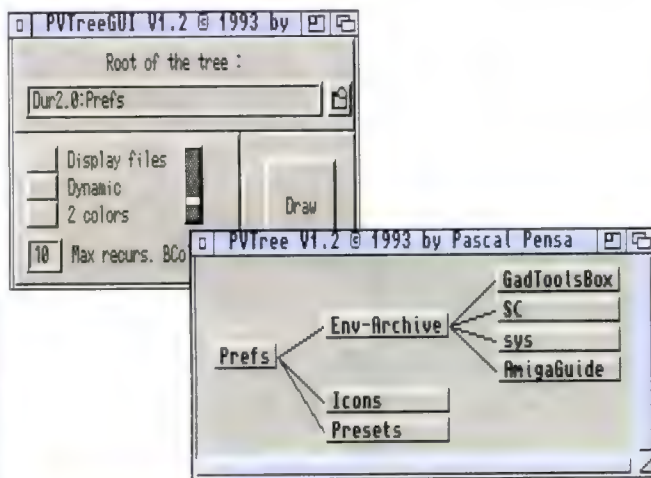 PVTreeGUI V1.2 © 1993 by
Root of the tree :
Dur2.0:Prefs
Display files
Dynamic
2 colors
Draw
10 Max recurs. BCo
PVTree V1.2 © 1993 by Pascal Pensa
GadToolsBox
SC
Env-Archive
sys
Prefs
AmigaGuide
Icons
Presets